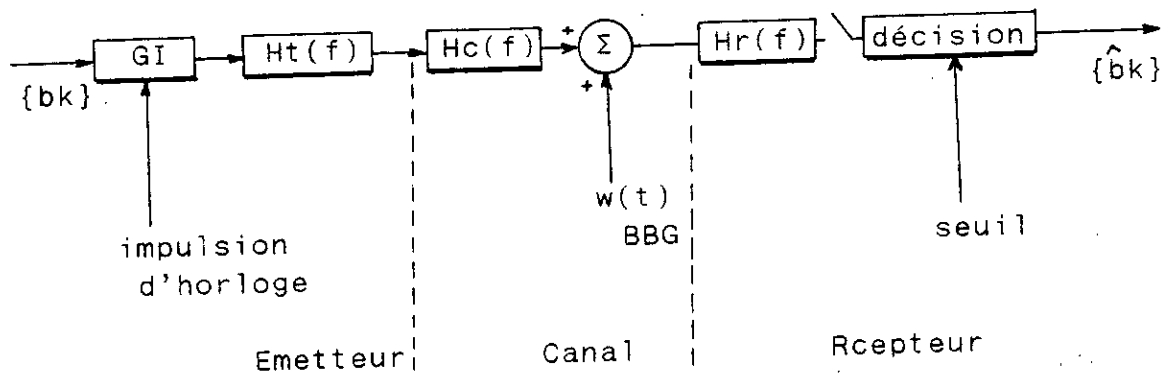 GI
Ht(f)
Hc(f)
+
Σ
+
Hr(f)
décision
{bk}
{b̂k}
w(t)
BBG
seuil
impulsion
d'horloge
Emetteur
Canal
Rcepteur